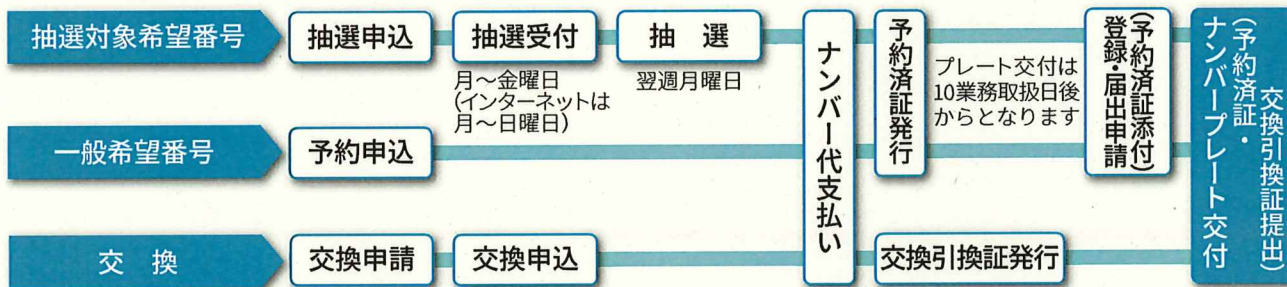 抽選対象希望番号
抽選申込
抽選受付
抽　選
月～金曜日
(インターネットは
月～日曜日)
翌週月曜日
一般希望番号
予約申込
交　換
交換申請
交換申込
ナンバー代支払い
予約済証発行
プレート交付は
10業務取扱日後
からとなります
交換引換証発行
登録・届出申請
(予約済証添付)
ナンバープレート交付
(予約済証・
交換引換証提出)